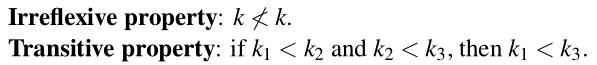 Irreflexive property: k ≮ k.
Transitive property: if k₁ < k₂ and k₂ < k₃, then k₁ < k₃.